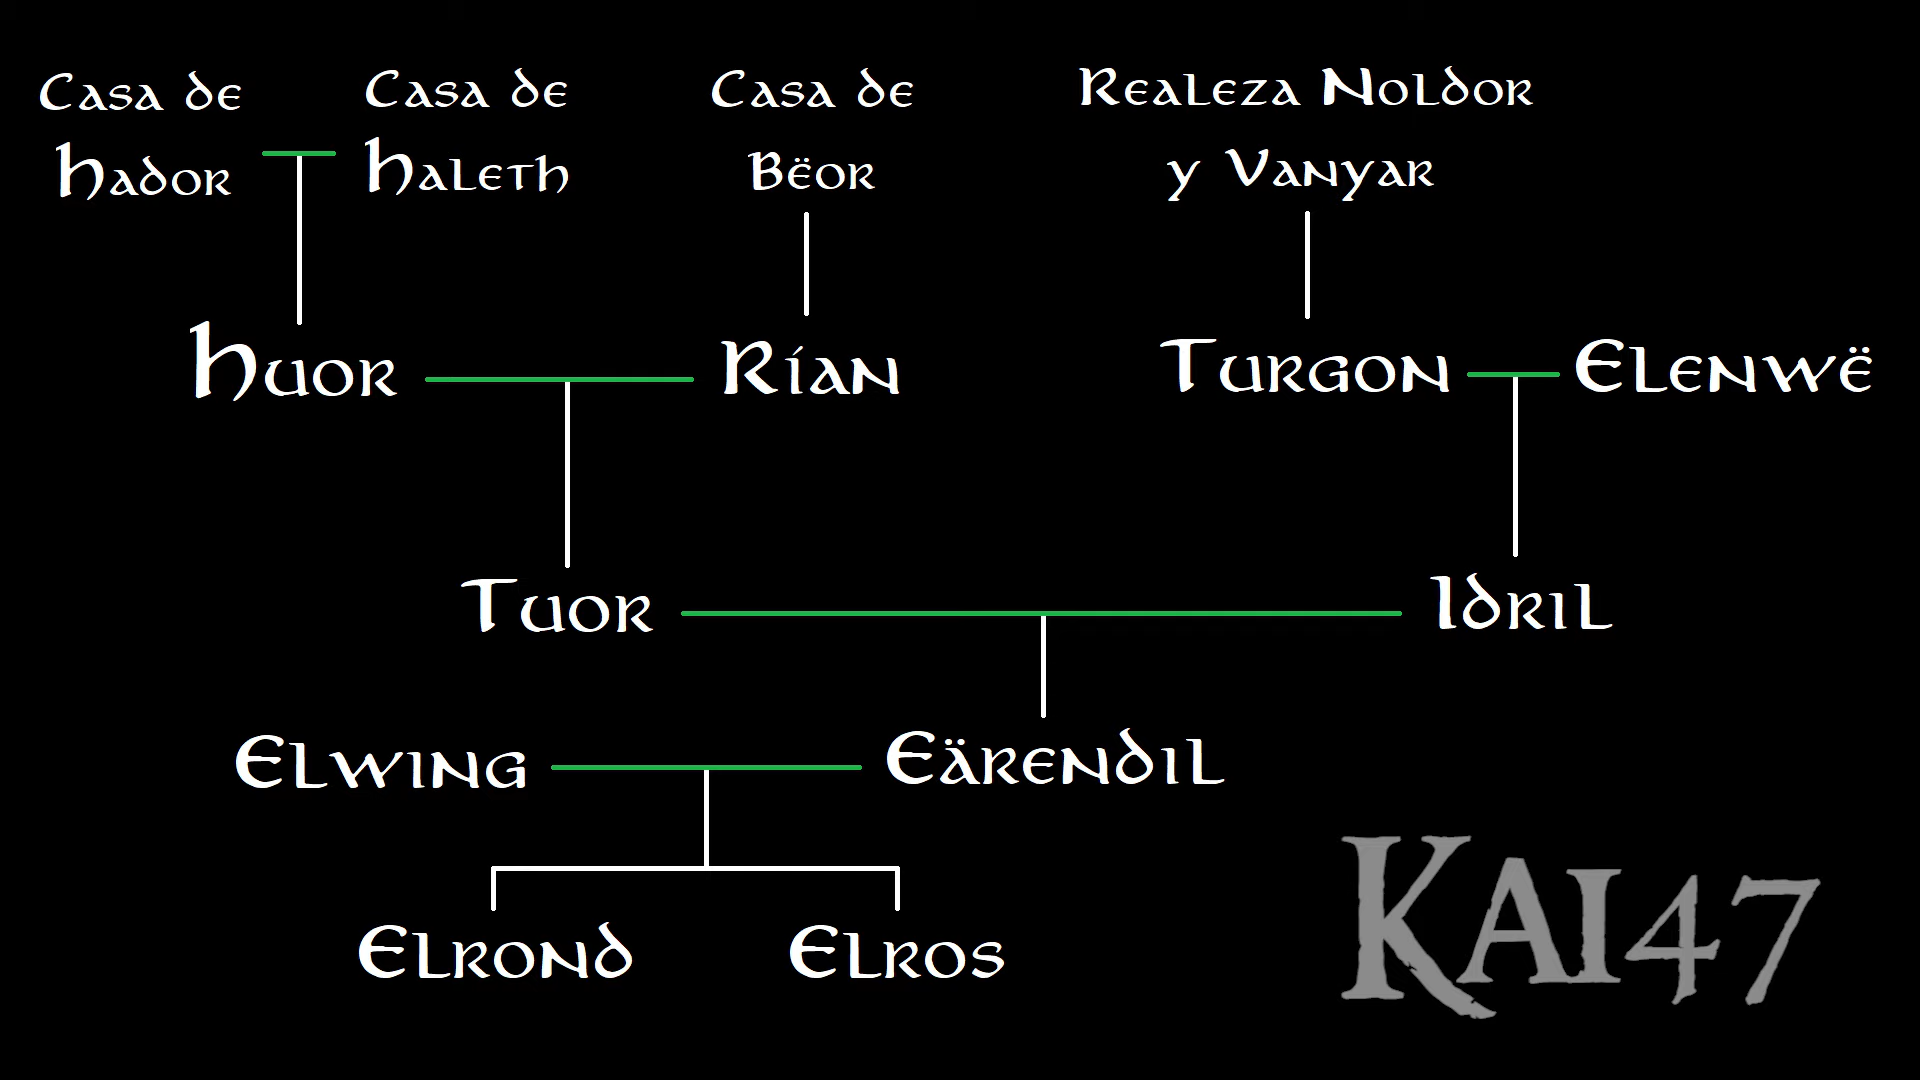 Casa de
Hador
Casa de
Haleth
Casa de
Bëor
Realeza Noldor
y Vanyar
Huor
Rían
Turgon
Elenwë
Tuor
Idril
Elwing
Eärendil
Elrond
Elros
Kai47